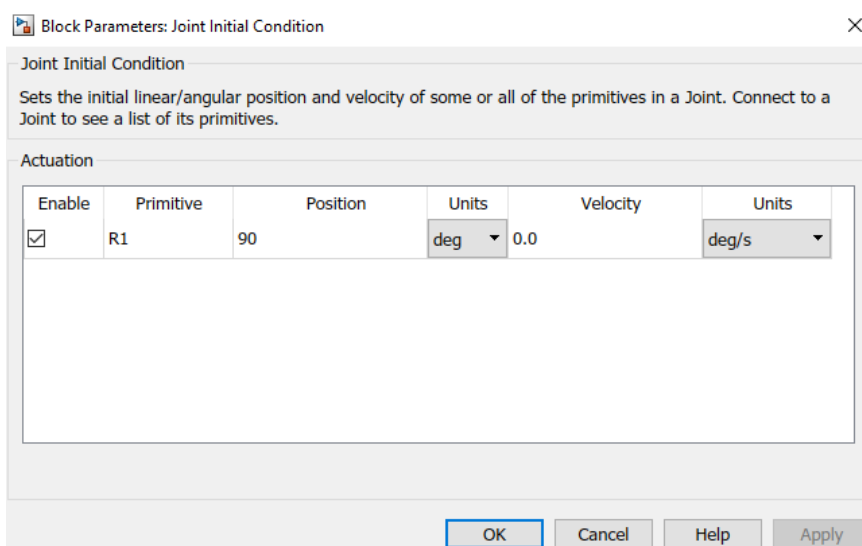 Block Parameters: Joint Initial Condition
Joint Initial Condition
Sets the initial linear/angular position and velocity of some or all of the primitives in a Joint. Connect to a
Joint to see a list of its primitives.
Actuation
Enable Primitive Position Units Velocity Units
R1 90 deg 0.0 deg/s
OK Cancel Help Apply